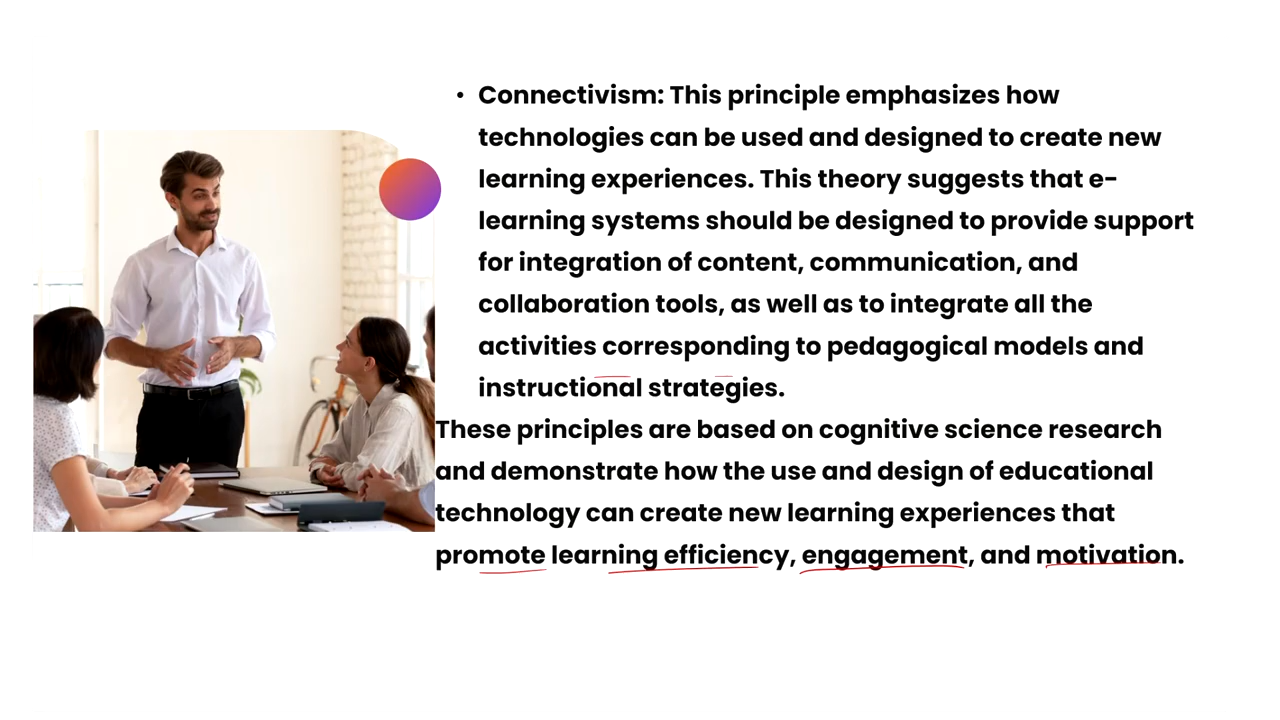 • Connectivism: This principle emphasizes how
technologies can be used and designed to create new
learning experiences. This theory suggests that e-
learning systems should be designed to provide support
for integration of content, communication, and
collaboration tools, as well as to integrate all the
activities corresponding to pedagogical models and
instructional strategies.
These principles are based on cognitive science research
and demonstrate how the use and design of educational
technology can create new learning experiences that
promote learning efficiency, engagement, and motivation.